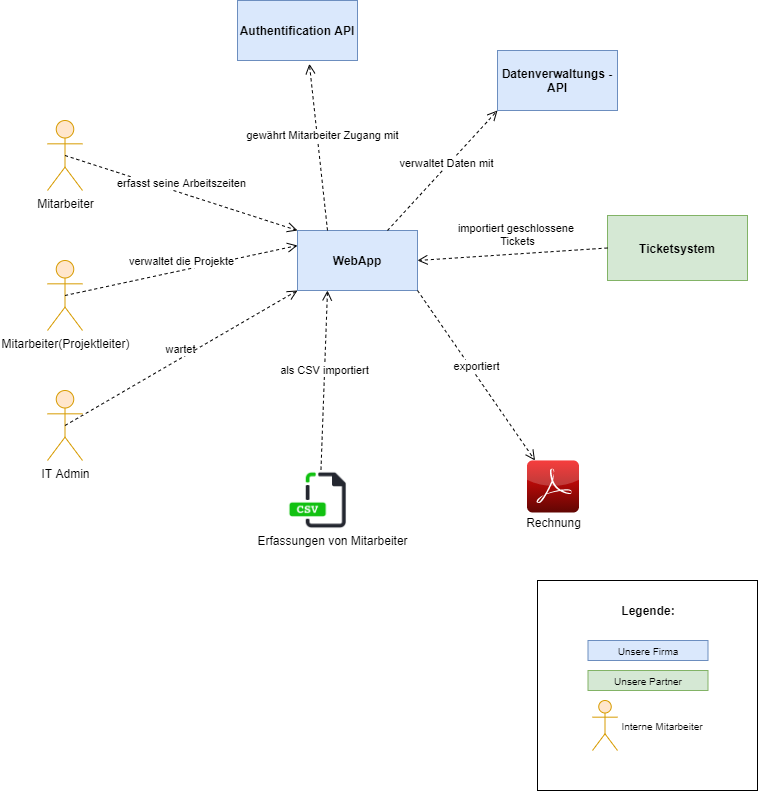 Authentification API
Datenverwaltungs -
API
gewährt Mitarbeiter Zugang mit
verwaltet Daten mit
erfasst seine Arbeitszeiten
Mitarbeiter
importiert geschlossene
Tickets
Ticketsystem
WebApp
verwaltet die Projekte
Mitarbeiter(Projektleiter)
wartet
als CSV importiert
exportiert
IT Admin
CSV
Erfassungen von Mitarbeiter
Rechnung
Legende:
Unsere Firma
Unsere Partner
Interne Mitarbeiter